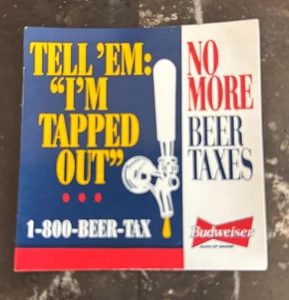 TELL 'EM:
"I'M
TAPPED
OUT"
...
1-800-BEER-TAX
NO
MORE
BEER
TAXES
Budweiser